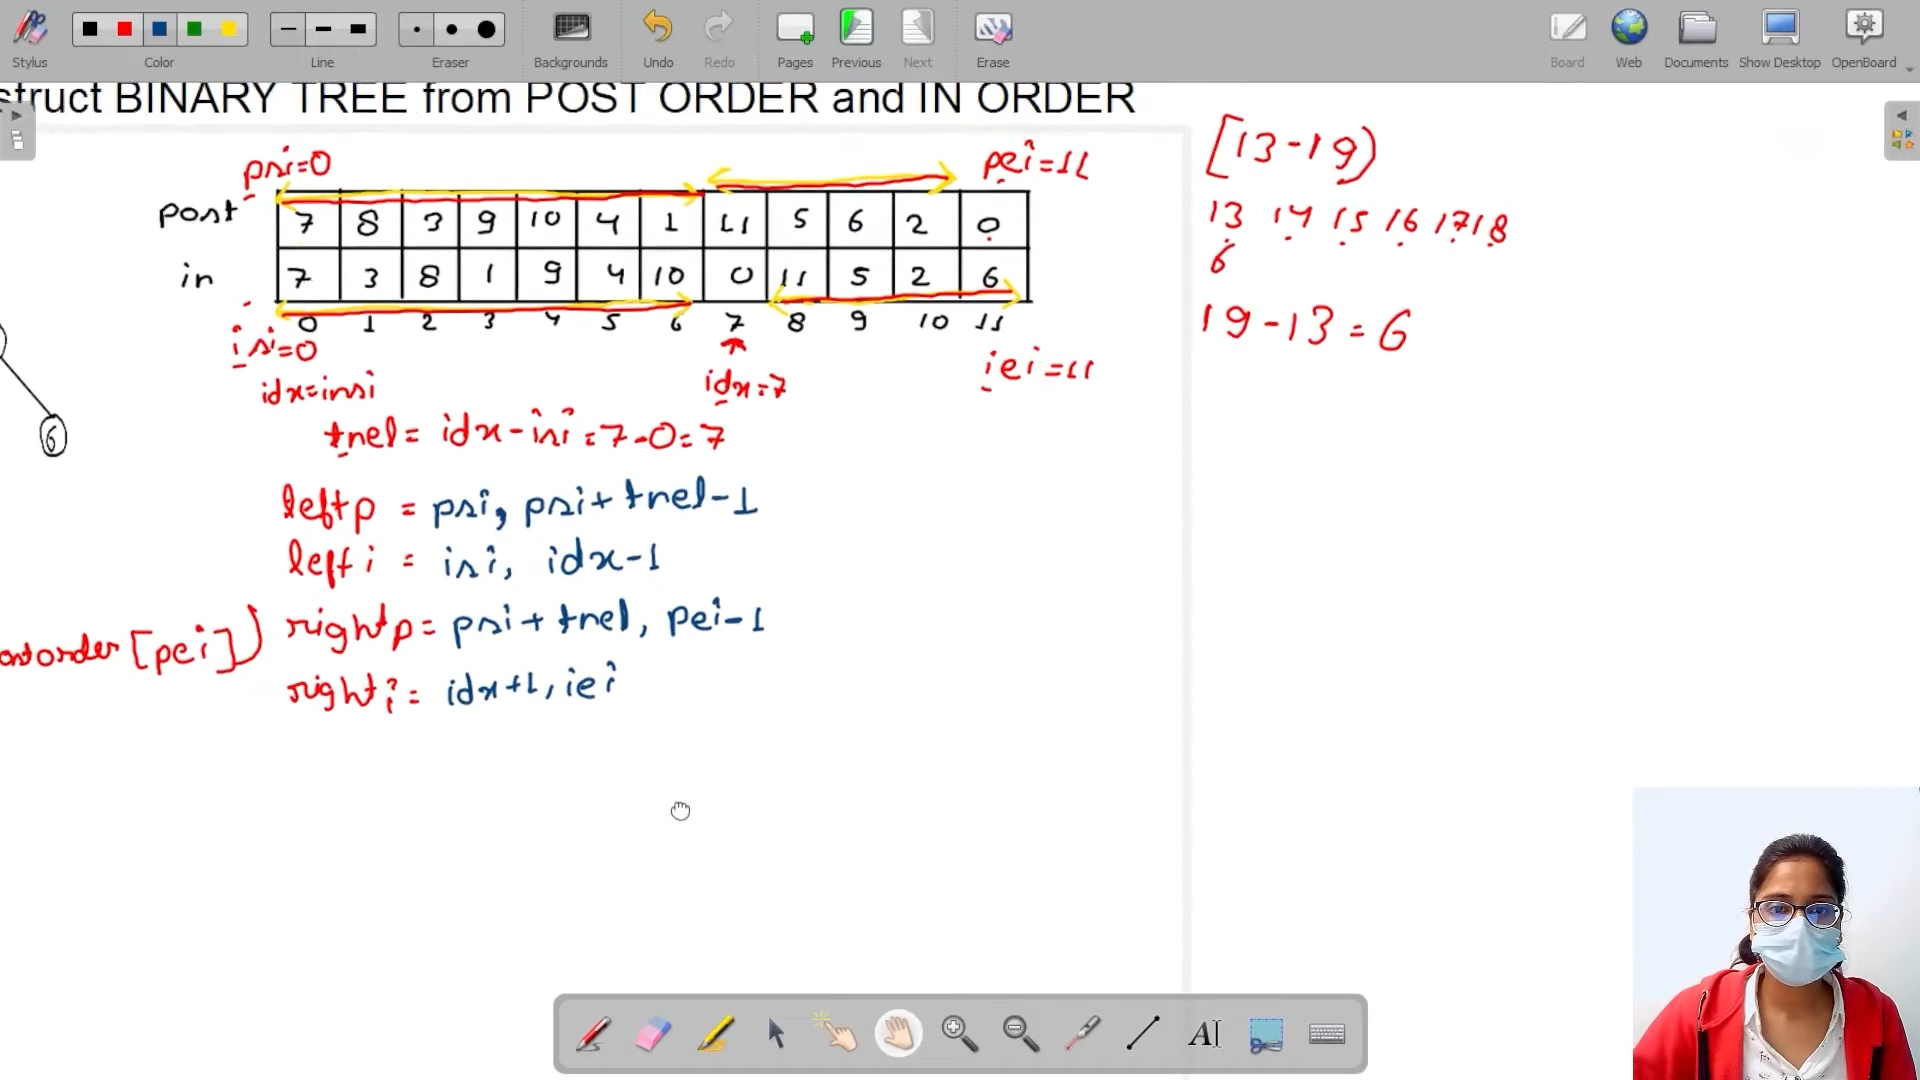 Stylus Color Line Eraser Backgrounds Undo Redo Pages Previous Next Erase Board Web Documents Show Desktop OpenBoard
struct BINARY TREE from POST ORDER and IN ORDER
psi=0 pei=11
post 7 8 3 9 10 4 1 11 5 6 2 0
in 7 3 8 1 9 4 10 0 11 5 2 6
0 1 2 3 4 5 6 7 8 9 10 11
isi=0 iei=11
idx=insi idx=7
tnel= idx-isi=7-0=7
6
leftp = psi, psi+tnel-1
lefti = isi, idx-1
rightp= psi+tnel, pei-1
order[pei])
righti= idx+1, iei
[13-19)
13 14 15 16 17 18
6
19-13=6
AI